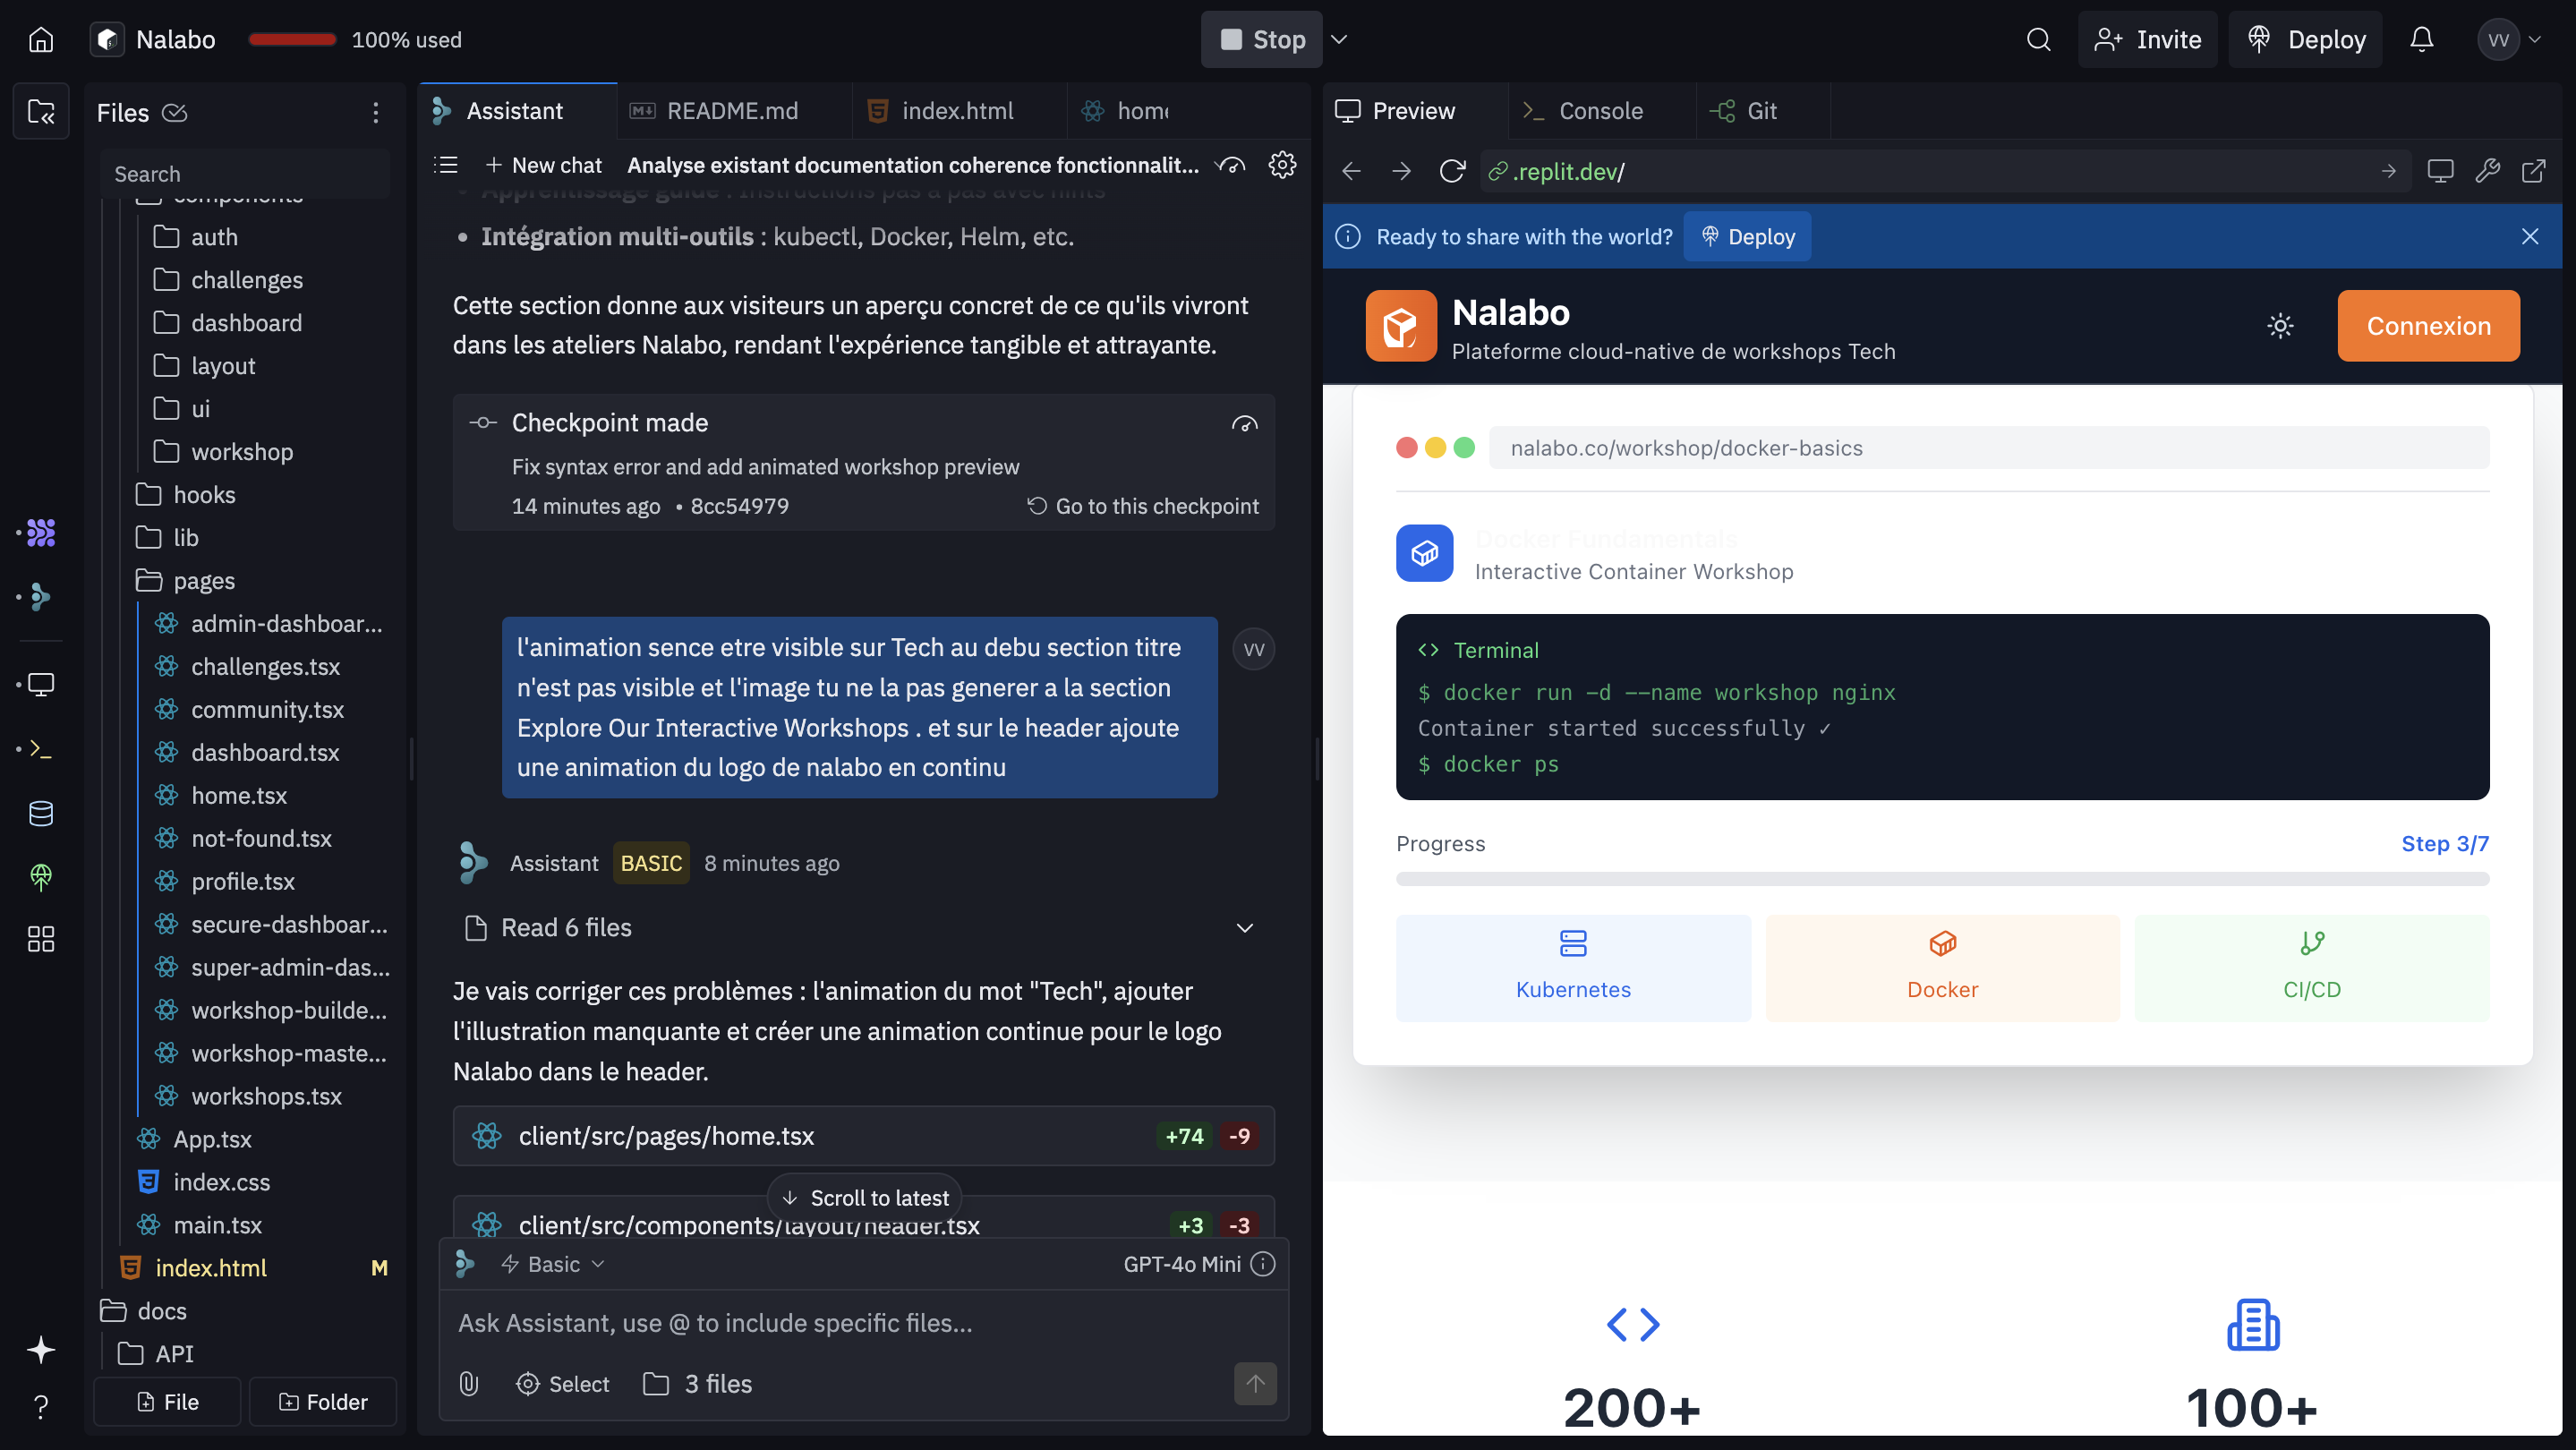 Nalabo
100% used
Stop
Invite
Deploy
VV
Files
Search
components
auth
challenges
dashboard
layout
ui
workshop
hooks
lib
pages
admin-dashboar...
challenges.tsx
community.tsx
dashboard.tsx
home.tsx
not-found.tsx
profile.tsx
secure-dashboar...
super-admin-das...
workshop-builde...
workshop-maste...
workshops.tsx
App.tsx
index.css
main.tsx
index.html M
docs
API
File
Folder
Assistant
README.md
index.html
home
New chat
Analyse existant documentation coherence fonctionnalit...
Apprentissage guidé : Instructions pas à pas avec hints
• Intégration multi-outils : kubectl, Docker, Helm, etc.
Cette section donne aux visiteurs un aperçu concret de ce qu'ils vivront
dans les ateliers Nalabo, rendant l'expérience tangible et attrayante.
Checkpoint made
Fix syntax error and add animated workshop preview
14 minutes ago • 8cc54979
Go to this checkpoint
l'animation sence etre visible sur Tech au debu section titre
n'est pas visible et l'image tu ne la pas generer a la section
Explore Our Interactive Workshops . et sur le header ajoute
une animation du logo de nalabo en continu
VV
Assistant BASIC 8 minutes ago
Read 6 files
Je vais corriger ces problèmes : l'animation du mot "Tech", ajouter
l'illustration manquante et créer une animation continue pour le logo
Nalabo dans le header.
client/src/pages/home.tsx +74 -9
Scroll to latest
client/src/components/layout/header.tsx +3 -3
Basic
GPT-4o Mini
Ask Assistant, use @ to include specific files...
Select
3 files
Preview
Console
Git
.replit.dev/
Ready to share with the world?
Deploy
Nalabo
Plateforme cloud-native de workshops Tech
Connexion
nalabo.co/workshop/docker-basics
Docker Fundamentals
Interactive Container Workshop
Terminal
$ docker run -d --name workshop nginx
Container started successfully ✓
$ docker ps
Progress
Step 3/7
Kubernetes
Docker
CI/CD
200+
100+